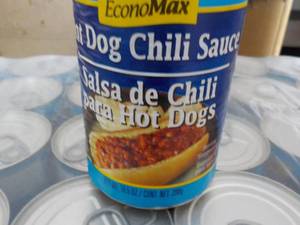 EconoMax
Dog Chili Sauce
Salsa de Chili
para Hot Dogs